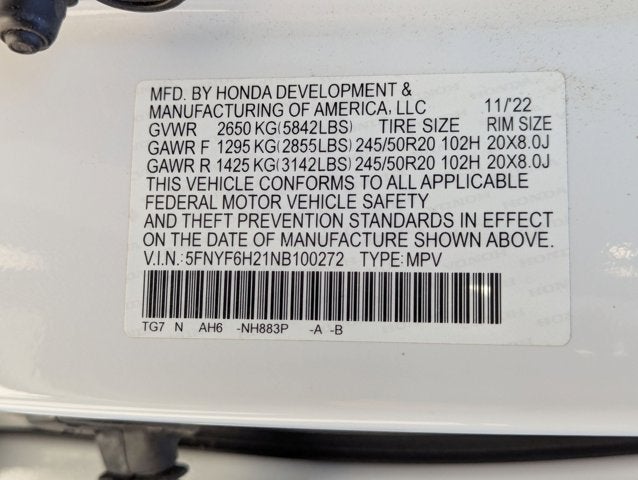 MFD. BY HONDA DEVELOPMENT &
MANUFACTURING OF AMERICA, LLC 11/'22
GVWR 2650 KG(5842LBS) TIRE SIZE RIM SIZE
GAWR F 1295 KG(2855LBS) 245/50R20 102H 20X8.0J
GAWR R 1425 KG(3142LBS) 245/50R20 102H 20X8.0J
THIS VEHICLE CONFORMS TO ALL APPLICABLE
FEDERAL MOTOR VEHICLE SAFETY
AND THEFT PREVENTION STANDARDS IN EFFECT
ON THE DATE OF MANUFACTURE SHOWN ABOVE.
V.I.N.:5FNYF6H21NB100272 TYPE:MPV
TG7 N AH6 -NH883P -A -B